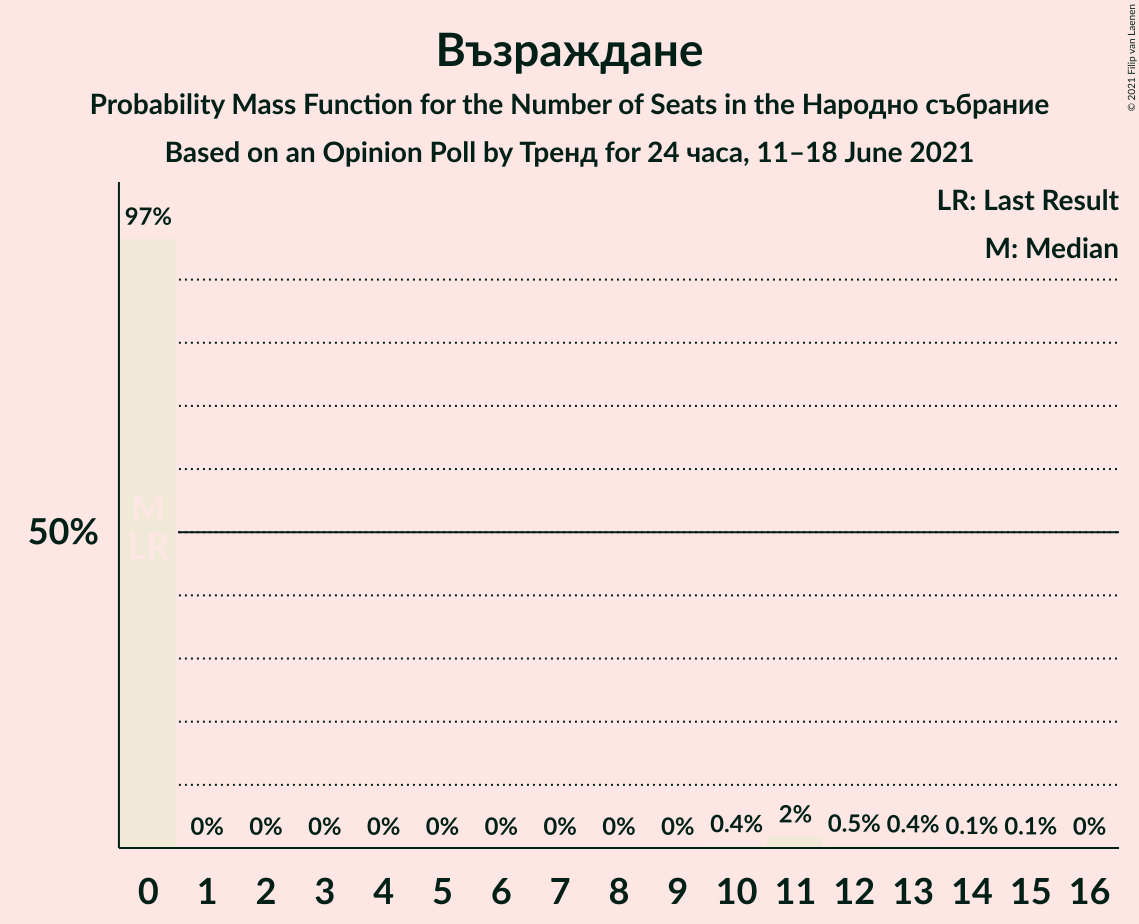 Възраждане
Probability Mass Function for the Number of Seats in the Народно събрание
Based on an Opinion Poll by Тренд for 24 часа, 11–18 June 2021
© 2021 Filip van Laenen
LR: Last Result
M: Median
97%
M
LR
50%
0% 0% 0% 0% 0% 0% 0% 0% 0% 0.4% 2% 0.5% 0.4% 0.1% 0.1% 0%
0 1 2 3 4 5 6 7 8 9 10 11 12 13 14 15 16